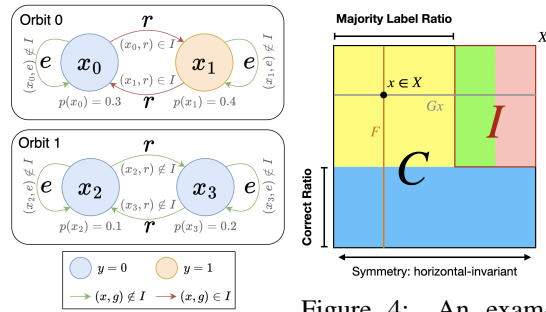 Orbit 0
r
(x₀, r) ∈ I
e
(x₀, e) ∉ I
x₀
x₁
(x₁, e) ∉ I
e
(x₁, r) ∈ I
r
p(x₀) = 0.3
p(x₁) = 0.4
Orbit 1
r
(x₂, r) ∉ I
e
(x₂, e) ∉ I
x₂
x₃
(x₃, e) ∉ I
e
(x₃, r) ∉ I
r
p(x₂) = 0.1
p(x₃) = 0.2
y = 0
y = 1
(x, g) ∉ I
(x, g) ∈ I
Majority Label Ratio
X
x ∈ X
Gx
F
I
C
Correct Ratio
Symmetry: horizontal-invariant
Figure 4: An exam